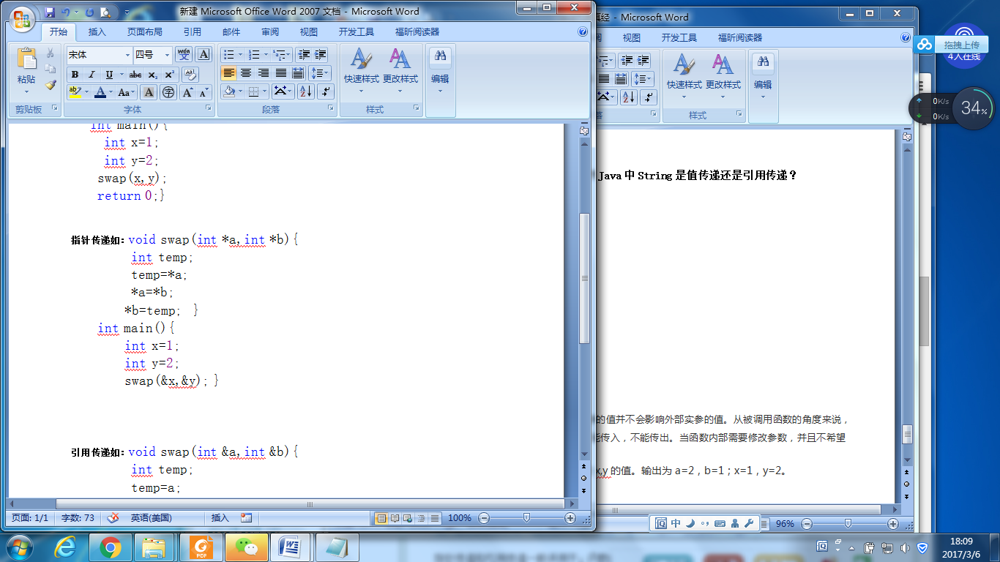 新建 Microsoft Office Word 2007 文档 - Microsoft Word
开始 插入 页面布局 引用 邮件 审阅 视图 开发工具 福昕阅读器
粘贴
宋体 四号
快速样式 更改样式 编辑
剪贴板 字体 段落 样式
int main(){
int x=1;
int y=2;
swap(x,y);
return 0;}
指针传递如：void swap(int *a,int *b){
int temp;
temp=*a;
*a=*b;
*b=temp; }
int main(){
int x=1;
int y=2;
swap(&x,&y); }
引用传递如：void swap(int &a,int &b){
int temp;
temp=a;
页面: 1/1 字数: 73 英语(美国) 插入 100%
真经 - Microsoft Word
视图 开发工具 福昕阅读器
快速样式 更改样式 编辑
样式
Java 中 String 是值传递还是引用传递？
的值并不会影响外部实参的值。从被调用函数的角度来说，
能传入，不能传出。当函数内部需要修改参数，并且不希望
x,y 的值。输出为 a=2，b=1；x=1，y=2。
中
96%
拖拽上传
4人在线
0K/s
0K/s
34%
PDF
18:09
2017/3/6